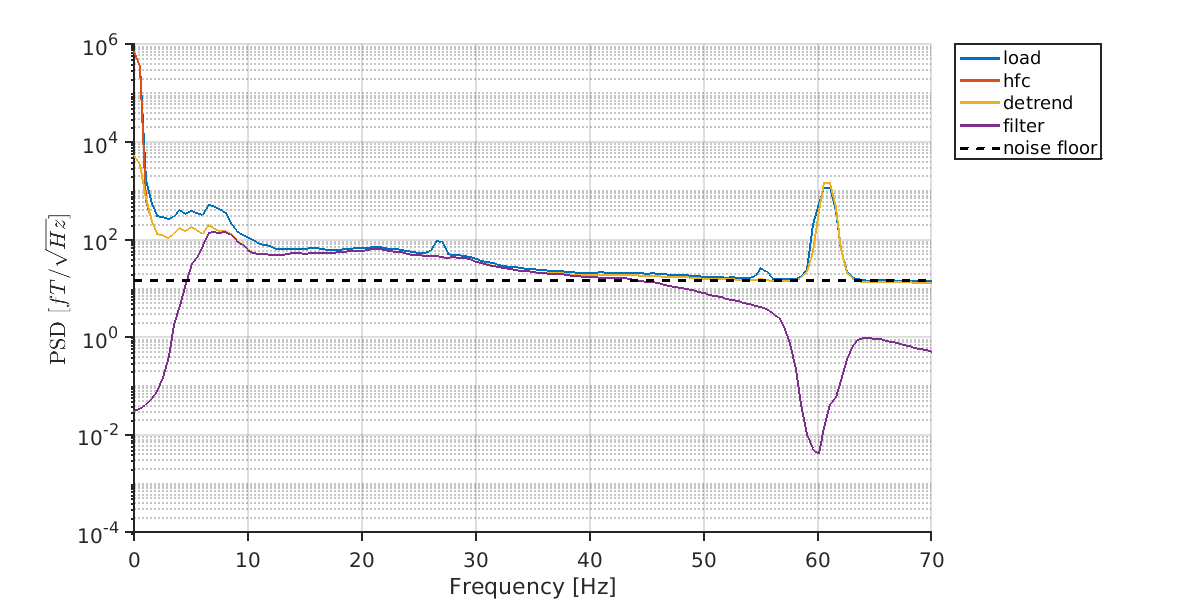 10^6
10^4
10^2
10^0
10^-2
10^-4
PSD [fT/√Hz]
0 10 20 30 40 50 60 70
Frequency [Hz]
load
hfc
detrend
filter
noise floor